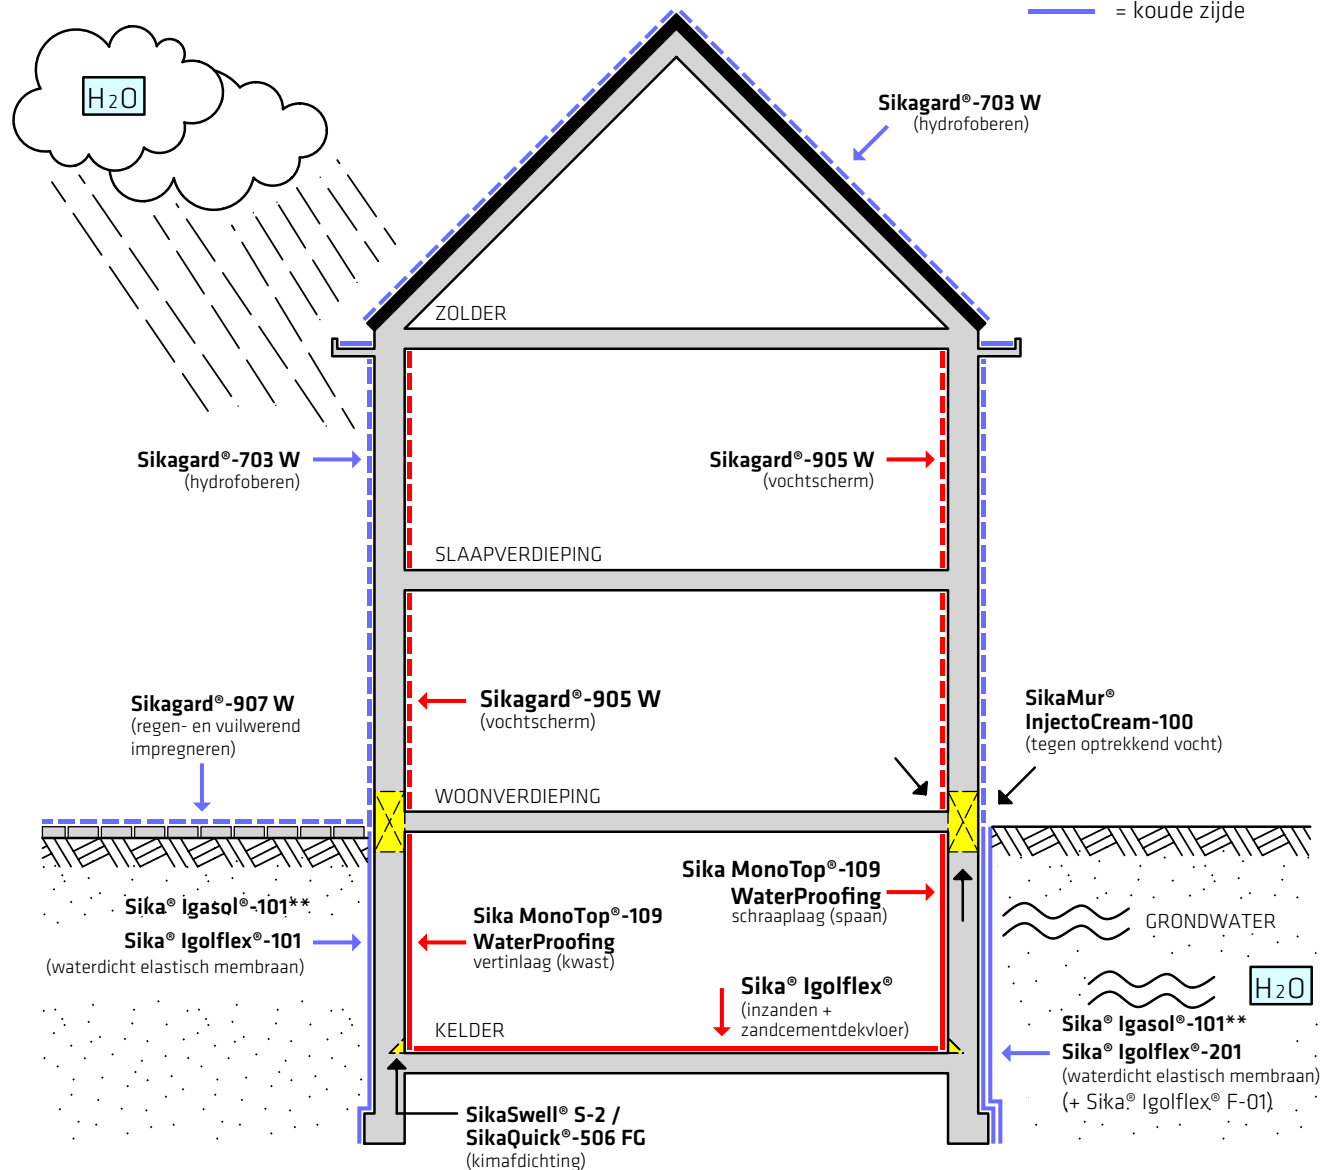 = koude zijde
H2O
Sikagard®-703 W
(hydrofoberen)
ZOLDER
Sikagard®-703 W
(hydrofoberen)
Sikagard®-905 W
(vochtscherm)
SLAAPVERDIEPING
Sikagard®-907 W
(regen- en vuilwerend
impregneren)
Sikagard®-905 W
(vochtscherm)
SikaMur®
InjectoCream-100
(tegen optrekkend vocht)
WOONVERDIEPING
Sika® Igasol®-101**
Sika® Igolflex®-101
(waterdicht elastisch membraan)
Sika MonoTop®-109
WaterProofing
vertinlaag (kwast)
Sika MonoTop®-109
WaterProofing
schraaplaag (spaan)
GRONDWATER
H2O
Sika® Igolflex®
(inzanden +
zandcementdekvloer)
KELDER
Sika® Igasol®-101**
Sika® Igolflex®-201
(waterdicht elastisch membraan)
(+ Sika® Igolflex® F-01)
SikaSwell® S-2 /
SikaQuick®-506 FG
(kimafdichting)